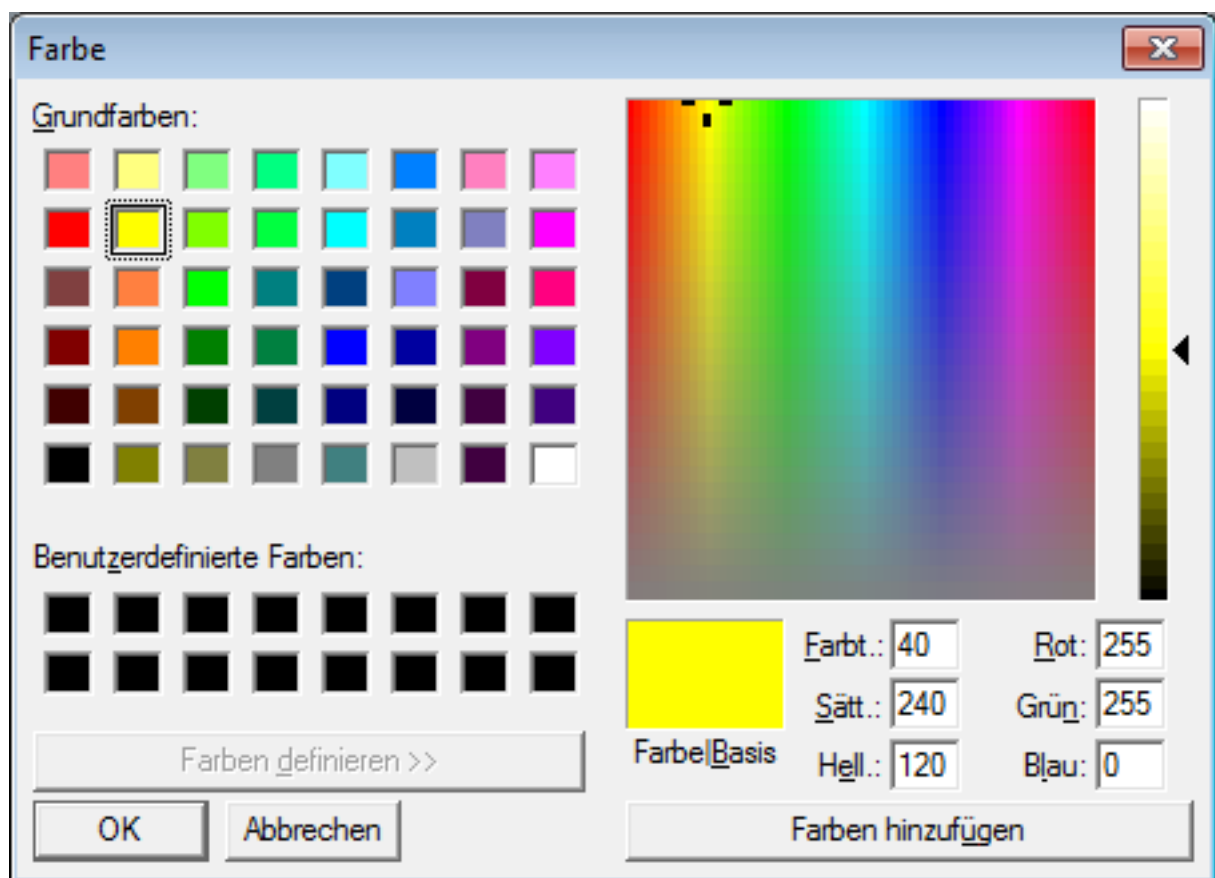 Farbe
Grundfarben:
Benutzerdefinierte Farben:
Farben definieren >>
OK Abbrechen
Farbe|Basis
Farbt.: 40 Rot: 255
Sätt.: 240 Grün: 255
Hell.: 120 Blau: 0
Farben hinzufügen